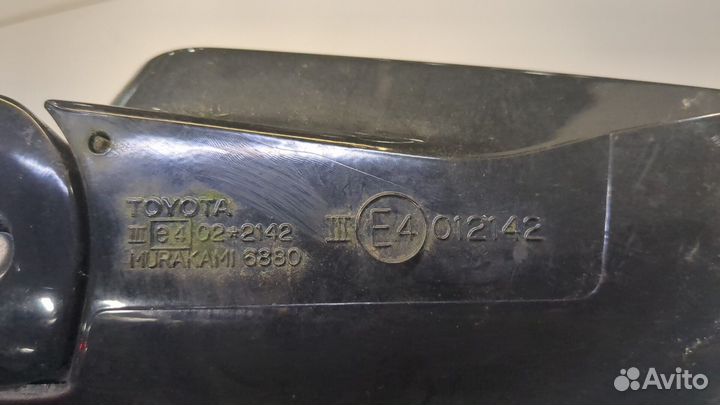 TOYOTA
III e4 02*2142
MURAKAMI 6880
III E4 012142
Avito